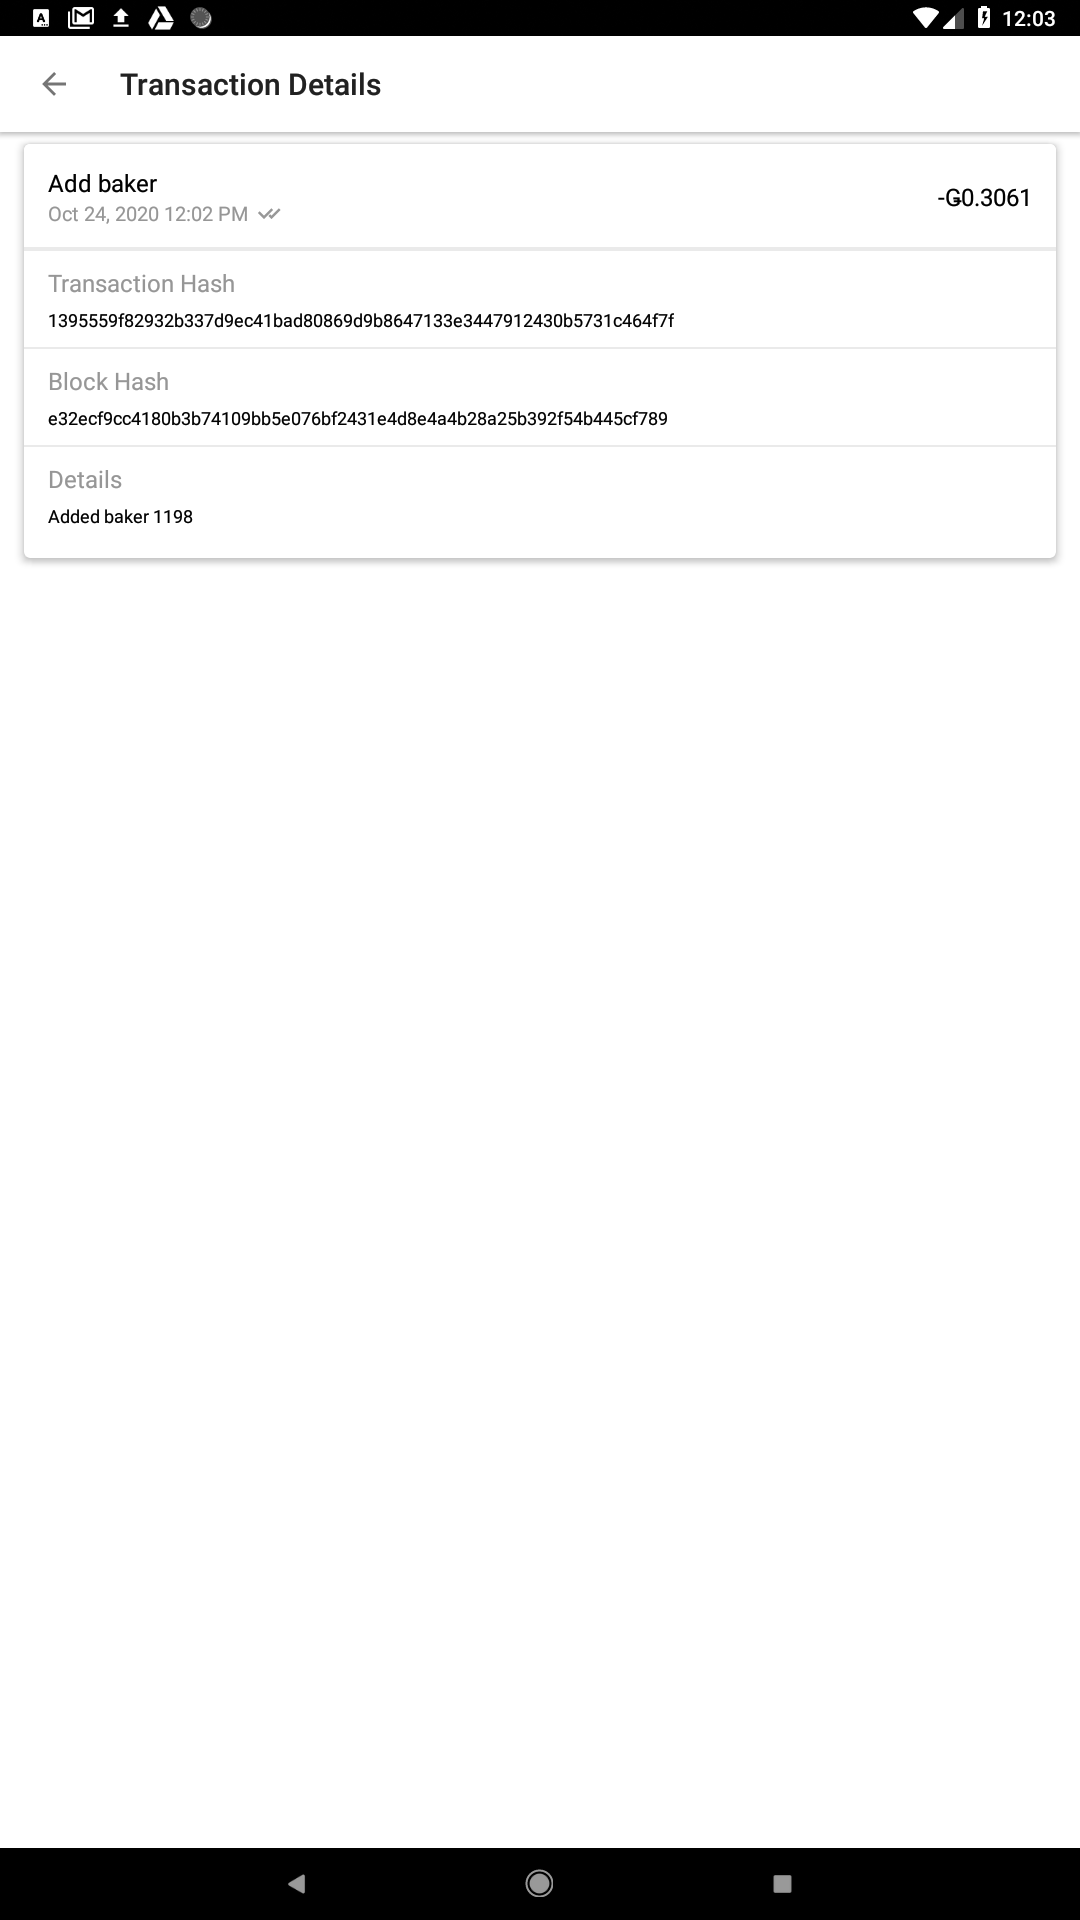 12:03
Transaction Details
Add baker
-Ǥ0.3061
Oct 24, 2020 12:02 PM
Transaction Hash
1395559f82932b337d9ec41bad80869d9b8647133e3447912430b5731c464f7f
Block Hash
e32ecf9cc4180b3b74109bb5e076bf2431e4d8e4a4b28a25b392f54b445cf789
Details
Added baker 1198